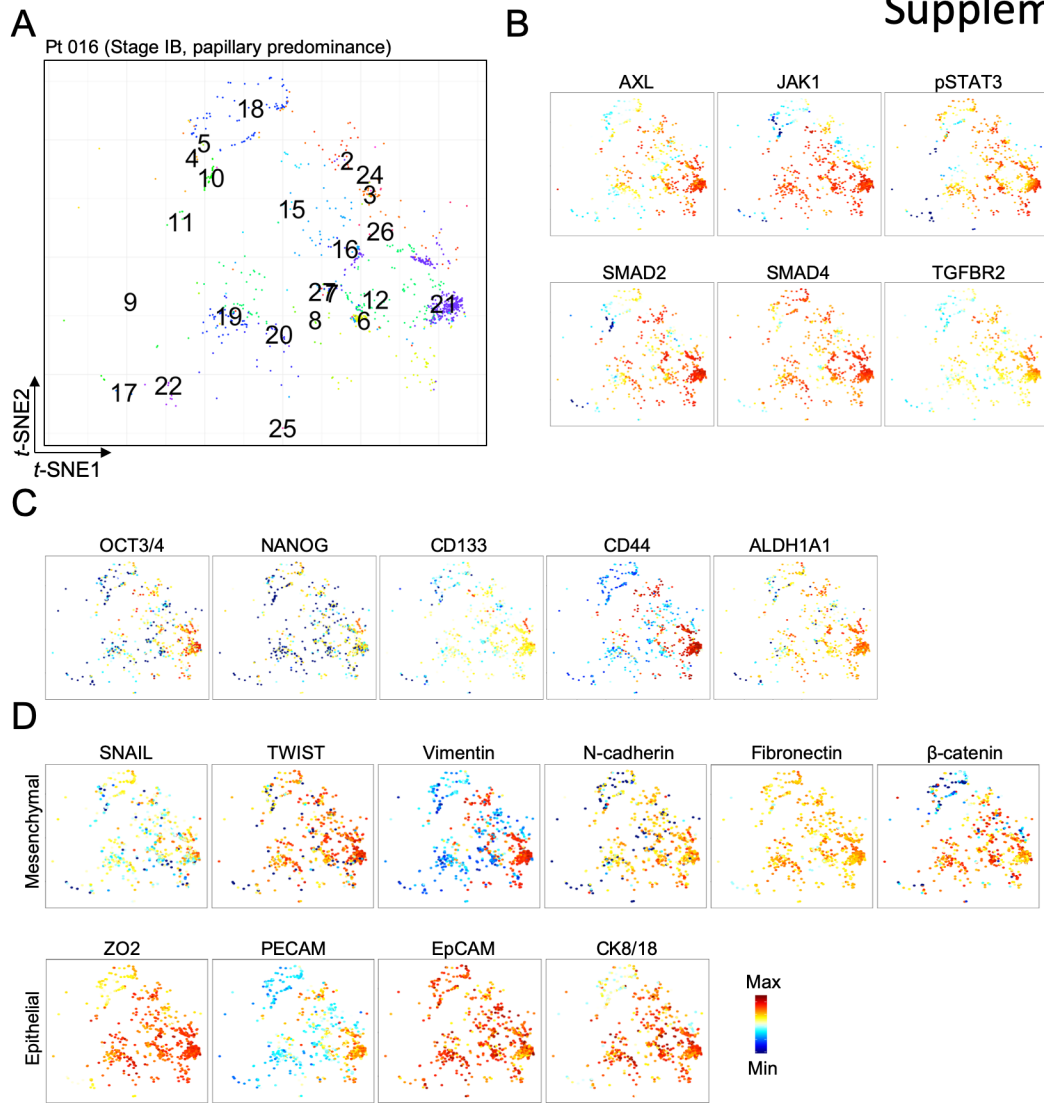 Supplem
A
B
Pt 016 (Stage IB, papillary predominance)
18
5
4
10
2
24
3
15
11
26
16
9
27
7
12
21
19
8
6
20
17
22
25
t-SNE2
t-SNE1
AXL JAK1 pSTAT3
SMAD2 SMAD4 TGFBR2
C
OCT3/4 NANOG CD133 CD44 ALDH1A1
D
Mesenchymal
SNAIL TWIST Vimentin N-cadherin Fibronectin β-catenin
Epithelial
ZO2 PECAM EpCAM CK8/18
Max
Min